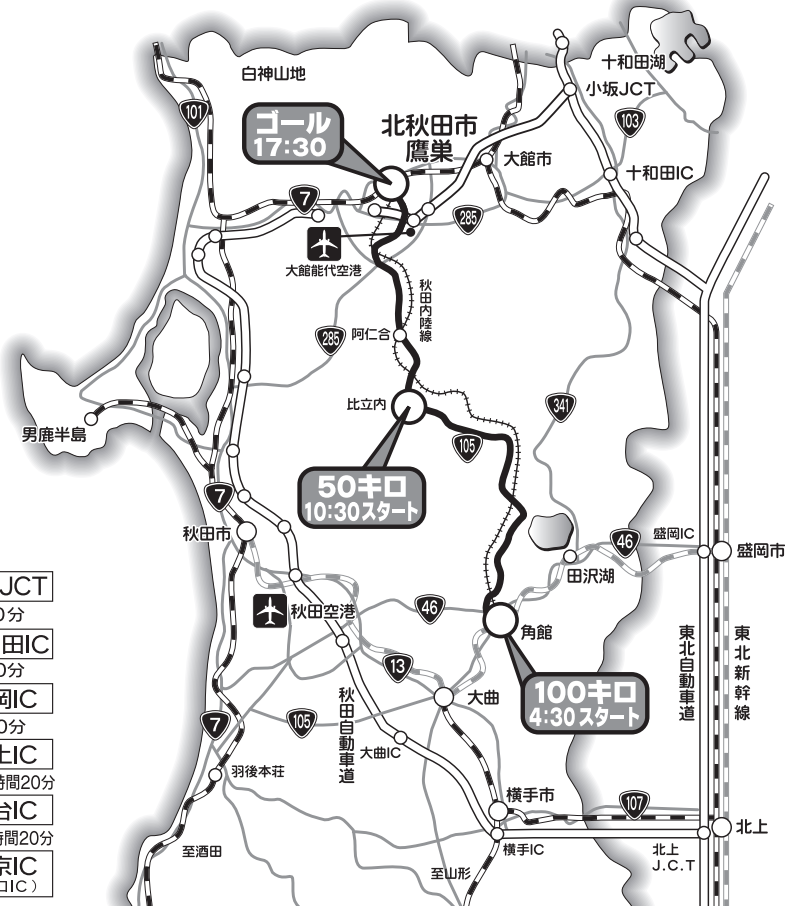 白神山地
十和田湖
小坂JCT
101
ゴール
17:30
北秋田市
鷹巣
103
大館市
十和田IC
7
285
大館能代空港
秋田内陸線
285
阿仁合
比立内
341
男鹿半島
105
50キロ
10:30スタート
7
秋田市
46
盛岡IC
盛岡市
田沢湖
JCT
0分
田IC
0分
岡IC
0分
上IC
時間20分
台IC
時間20分
京IC
口IC）
秋田空港
46
角館
東北自動車道
東北新幹線
13
100キロ
4:30スタート
大曲
秋田自動車道
7
105
大曲IC
羽後本荘
横手市
107
北上
至酒田
横手IC
北上
J.C.T
至山形